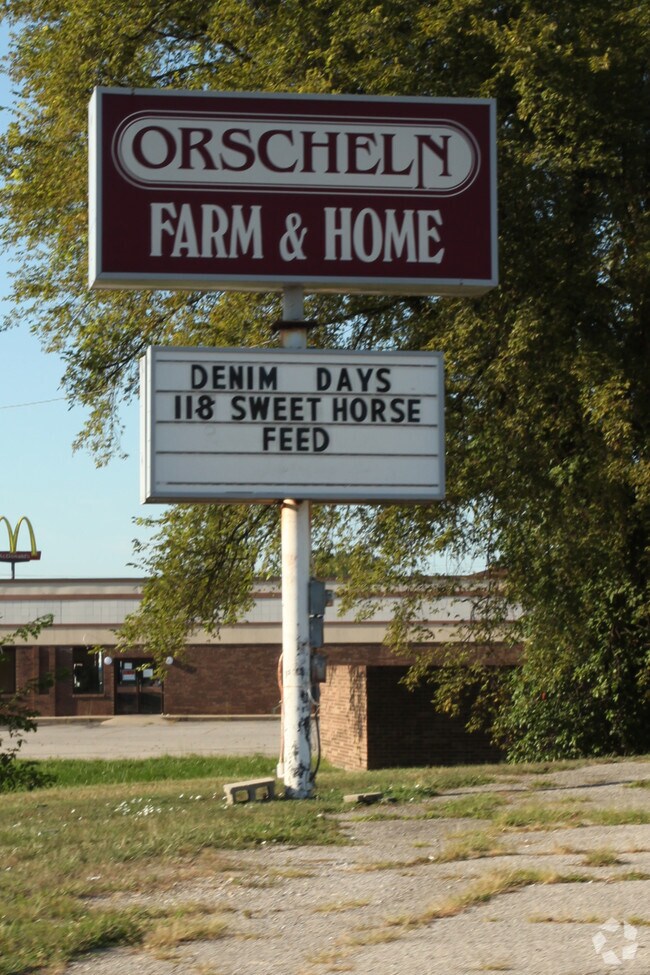 ORSCHELN
FARM & HOME
DENIM DAYS
118 SWEET HORSE
FEED